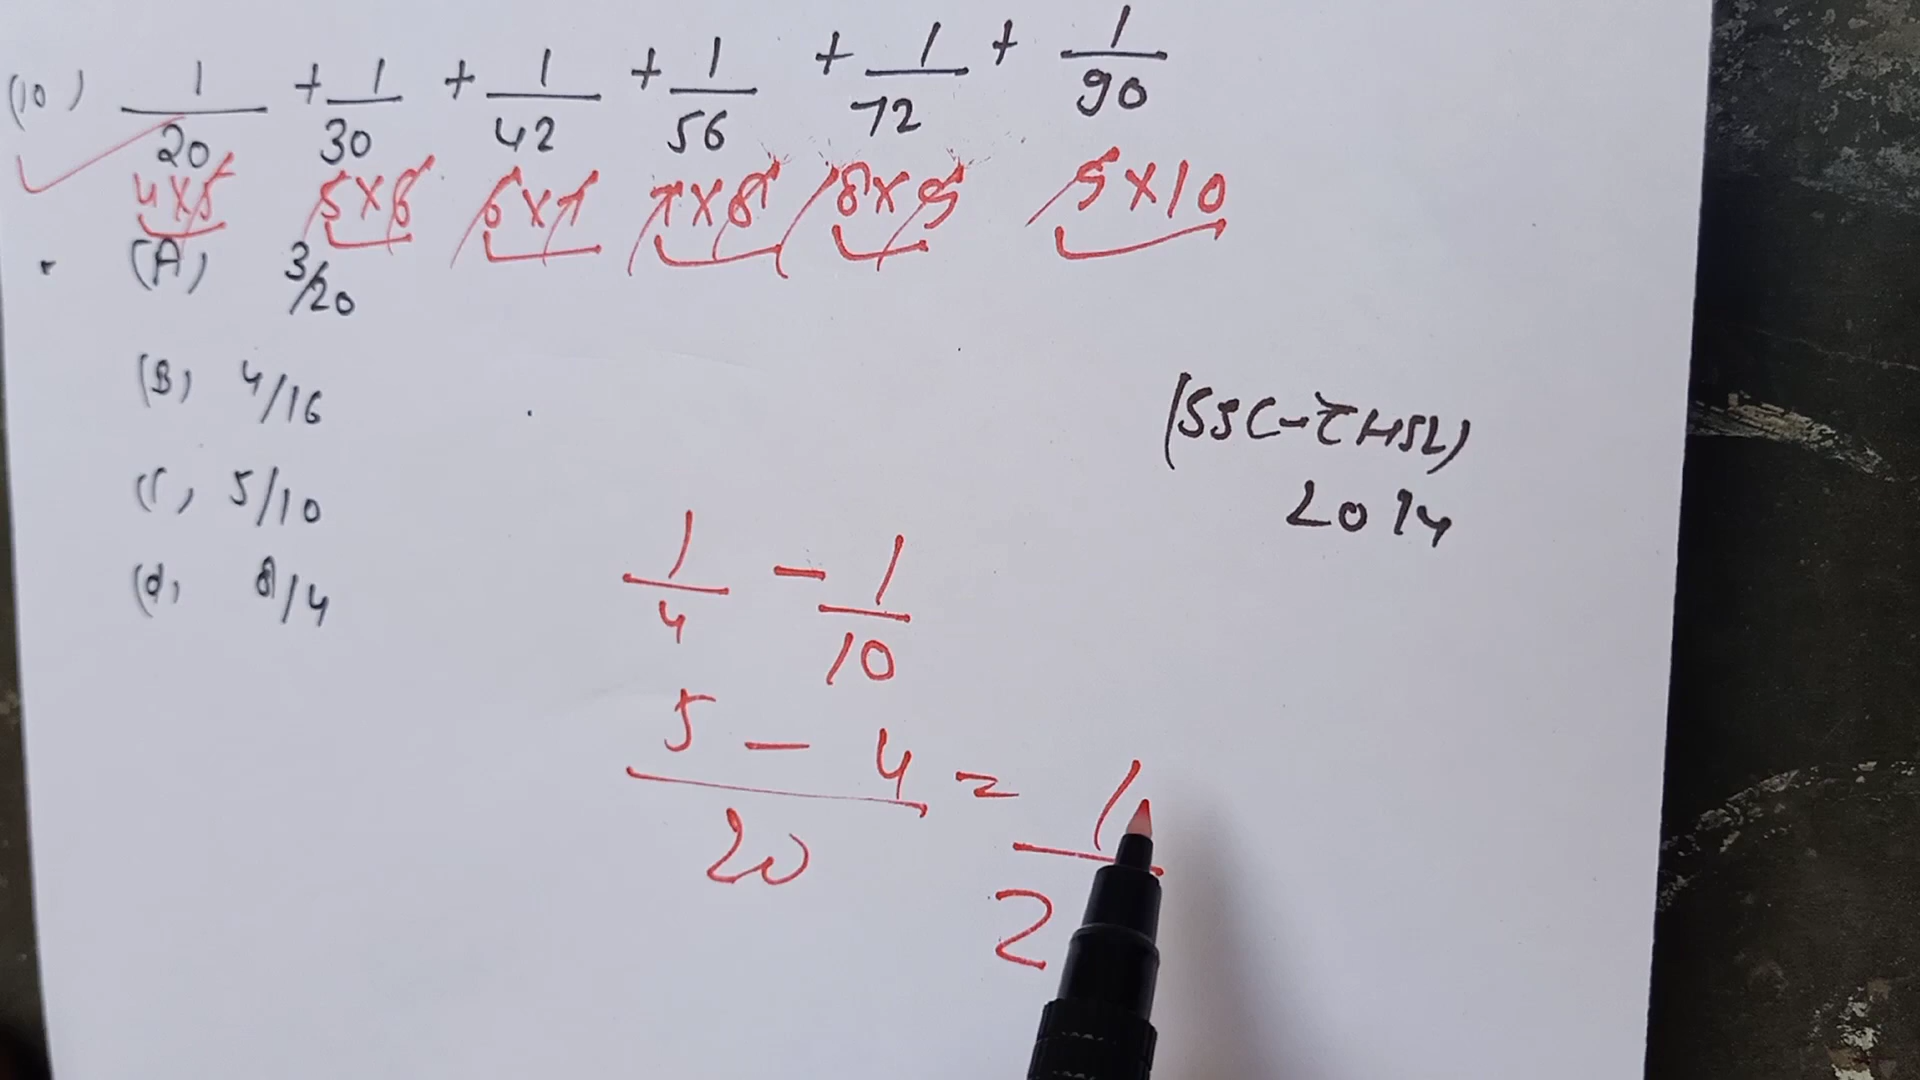 (10) 1/20 + 1/30 + 1/42 + 1/56 + 1/72 + 1/90
4×5 5×6 6×7 7×8 8×9 9×10
(A) 3/20
(B) 4/16
(C) 5/10
(d) 8/4
(SSC-CHSL)
2014
1/4 - 1/10
5 - 4/20 = 1/2